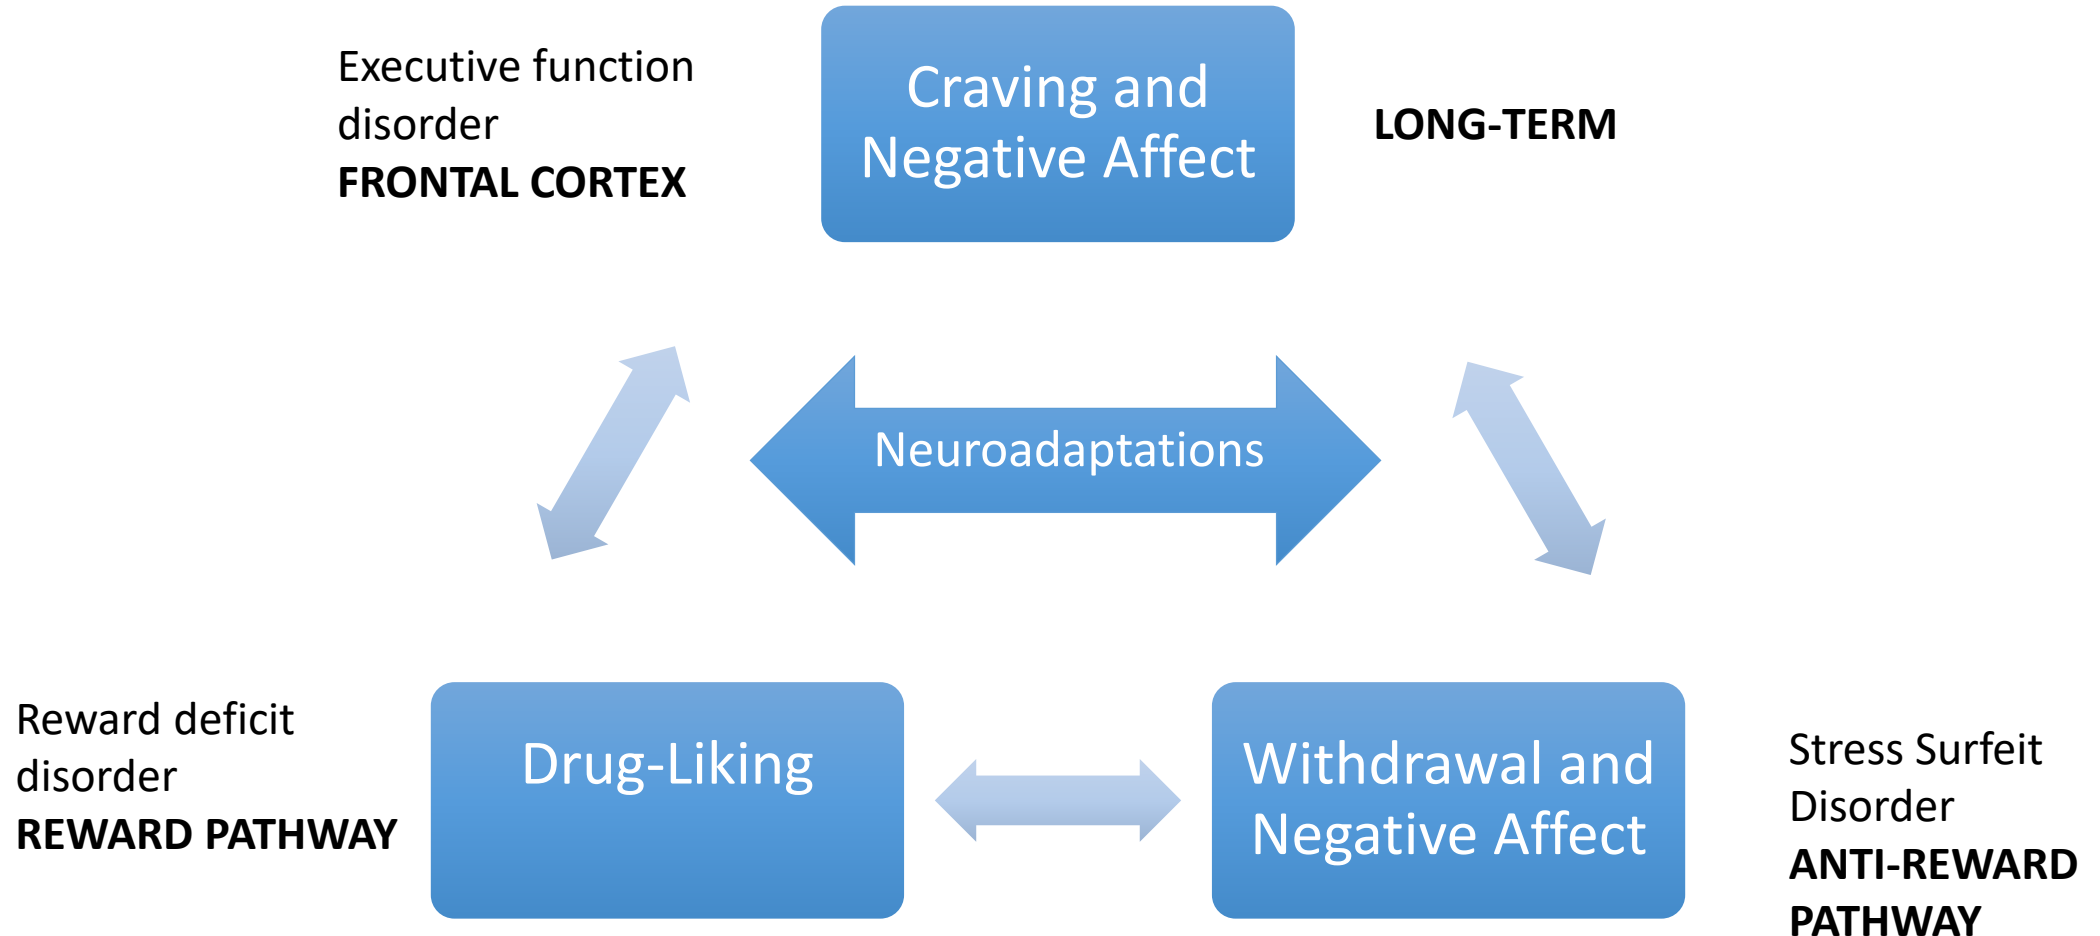 Executive function
disorder
FRONTAL CORTEX
Craving and
Negative Affect
LONG-TERM
Neuroadaptations
Reward deficit
disorder
REWARD PATHWAY
Drug-Liking
Withdrawal and
Negative Affect
Stress Surfeit
Disorder
ANTI-REWARD
PATHWAY